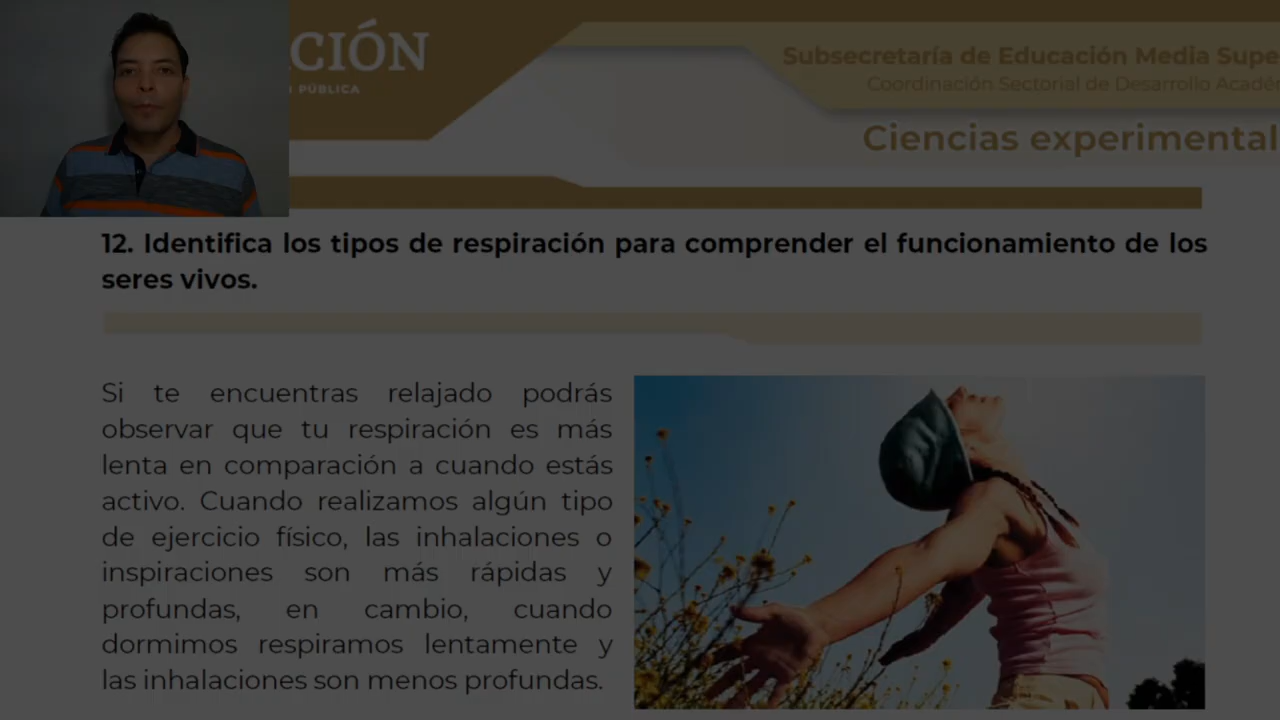 CIÓN
PÚBLICA
Subsecretaría de Educación Media Supe
Coordinación Sectorial de Desarrollo Acadé
Ciencias experimental
12. Identifica los tipos de respiración para comprender el funcionamiento de los
seres vivos.
Si te encuentras relajado podrás
observar que tu respiración es más
lenta en comparación a cuando estás
activo. Cuando realizamos algún tipo
de ejercicio físico, las inhalaciones o
inspiraciones son más rápidas y
profundas, en cambio, cuando
dormimos respiramos lentamente y
las inhalaciones son menos profundas.